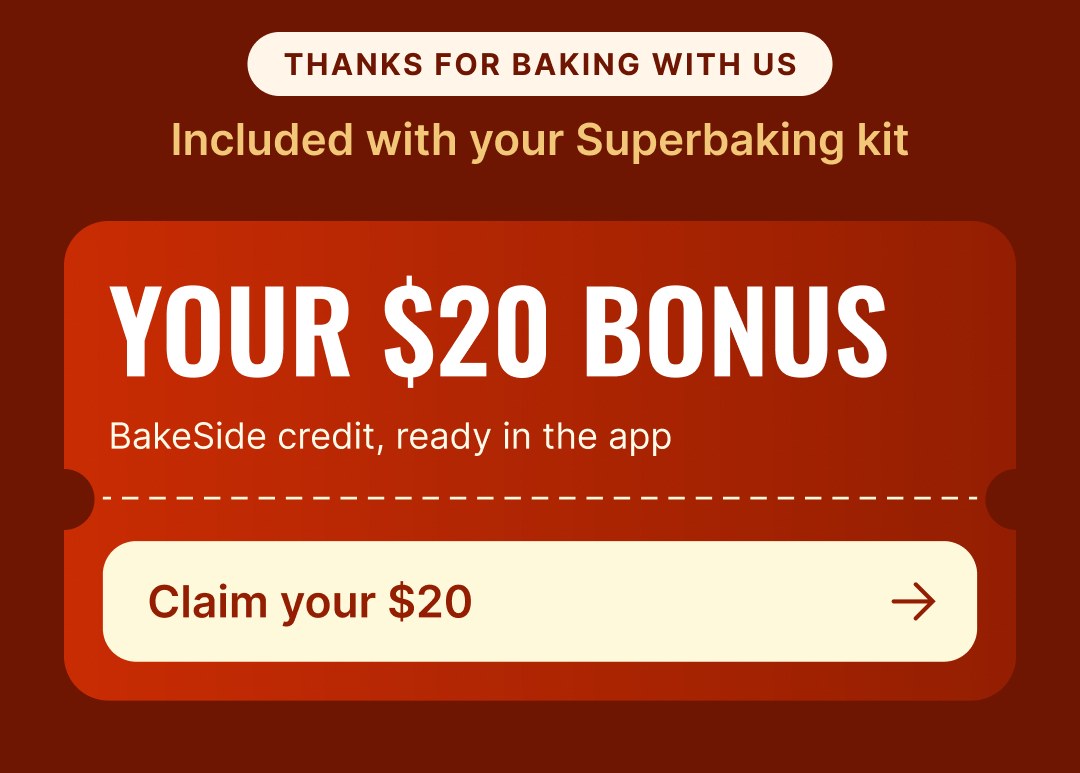 THANKS FOR BAKING WITH US
Included with your Superbaking kit
YOUR $20 BONUS
BakeSide credit, ready in the app
Claim your $20